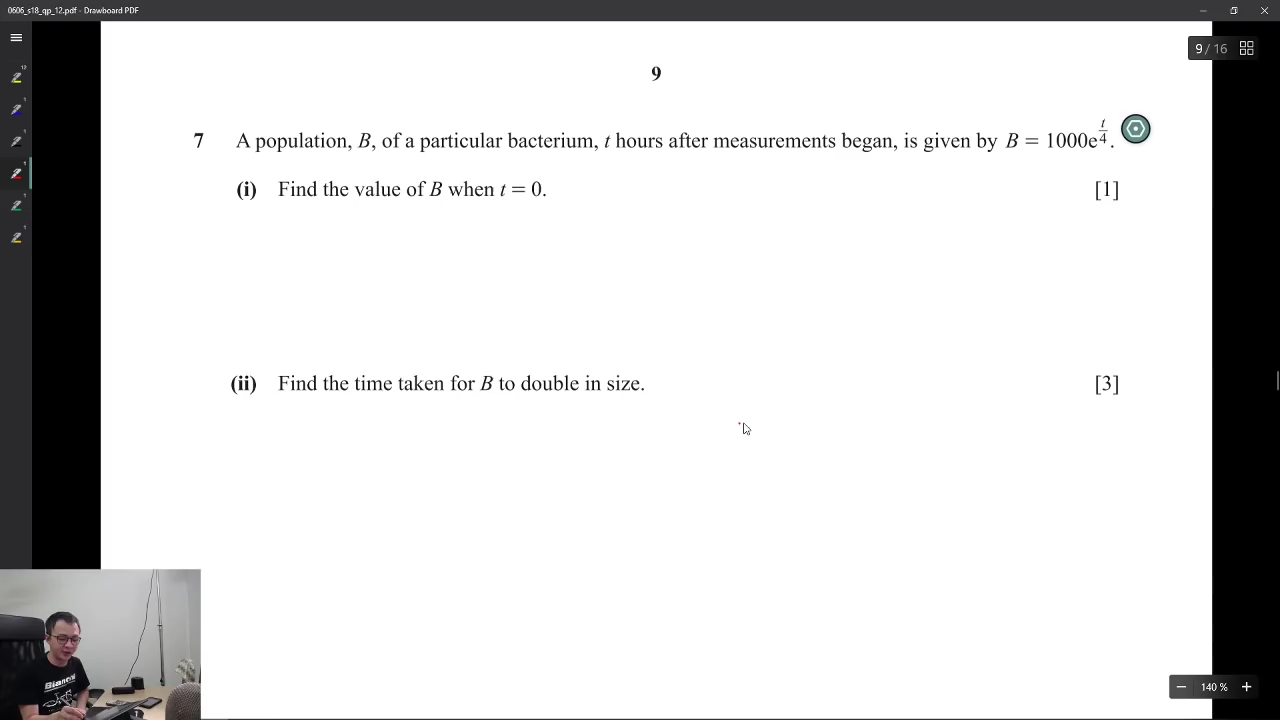 0606_s18_qp_12.pdf - Drawboard PDF
9 / 16
9
7 A population, B, of a particular bacterium, t hours after measurements began, is given by B = 1000e^{t/4}.
(i) Find the value of B when t = 0. [1]
(ii) Find the time taken for B to double in size. [3]
Bianchi
140 %